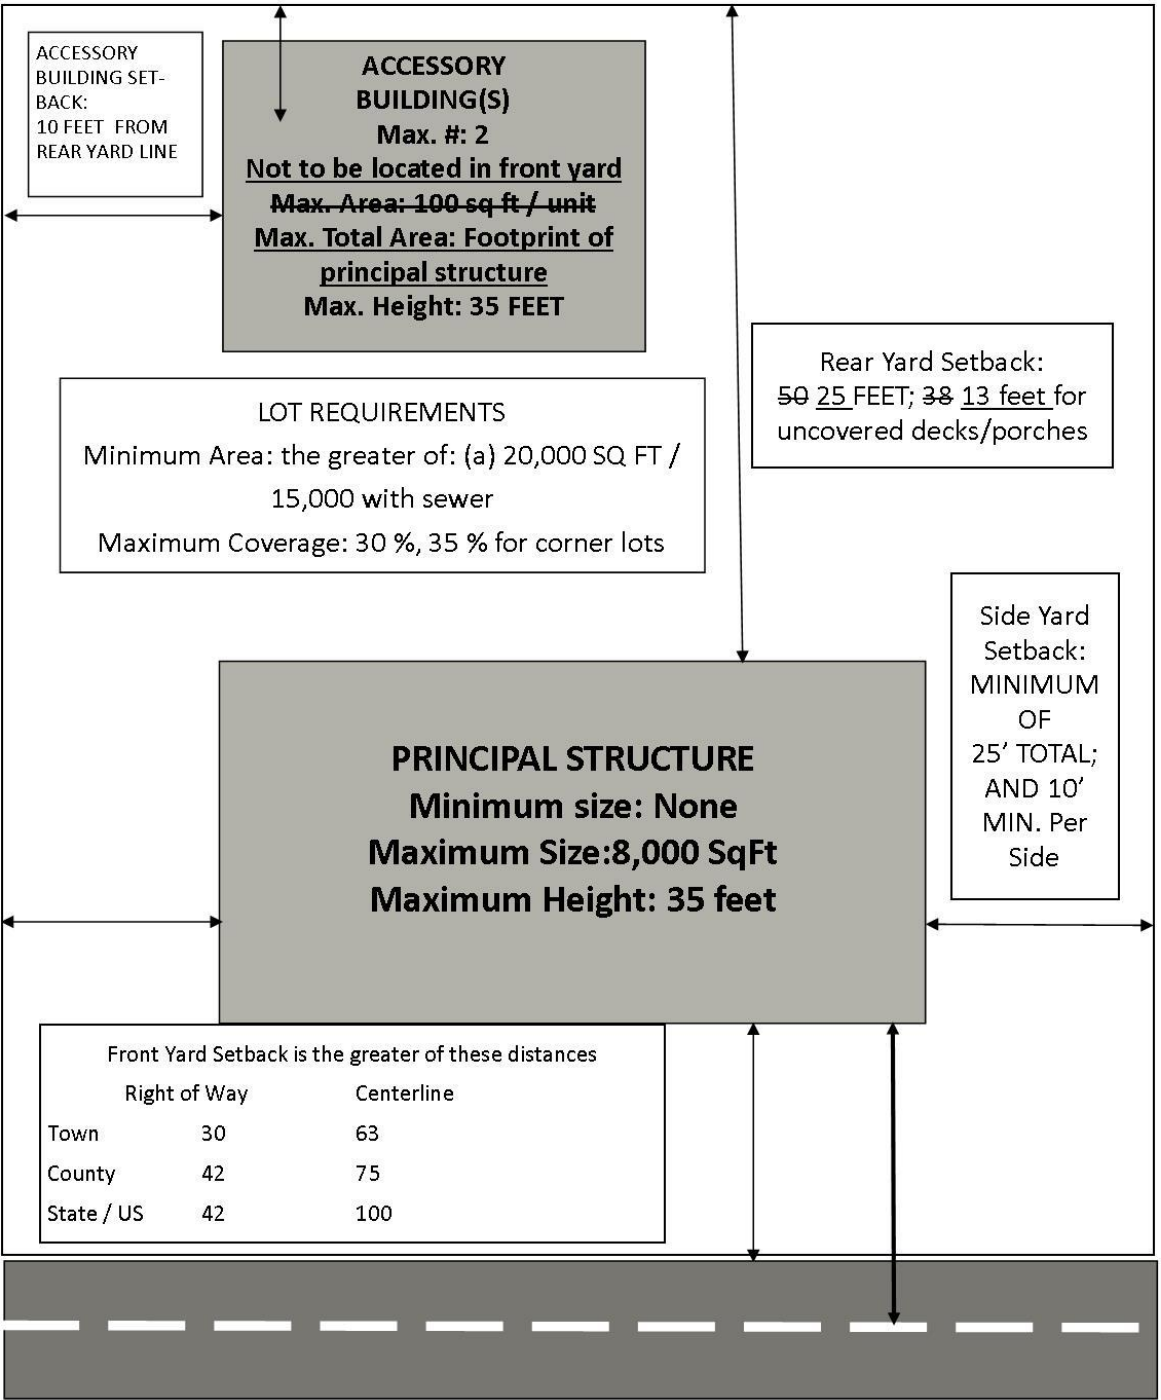 ACCESSORY
BUILDING SET-
BACK:
10 FEET FROM
REAR YARD LINE
ACCESSORY
BUILDING(S)
Max. #: 2
Not to be located in front yard
Max. Area: 100 sq ft / unit
Max. Total Area: Footprint of
principal structure
Max. Height: 35 FEET
Rear Yard Setback:
50 25 FEET; 38 13 feet for
uncovered decks/porches
LOT REQUIREMENTS
Minimum Area: the greater of: (a) 20,000 SQ FT /
15,000 with sewer
Maximum Coverage: 30 %, 35 % for corner lots
Side Yard
Setback:
MINIMUM
OF
25’ TOTAL;
AND 10’
MIN. Per
Side
PRINCIPAL STRUCTURE
Minimum size: None
Maximum Size:8,000 SqFt
Maximum Height: 35 feet
Front Yard Setback is the greater of these distances
Right of Way Centerline
Town 30 63
County 42 75
State / US 42 100